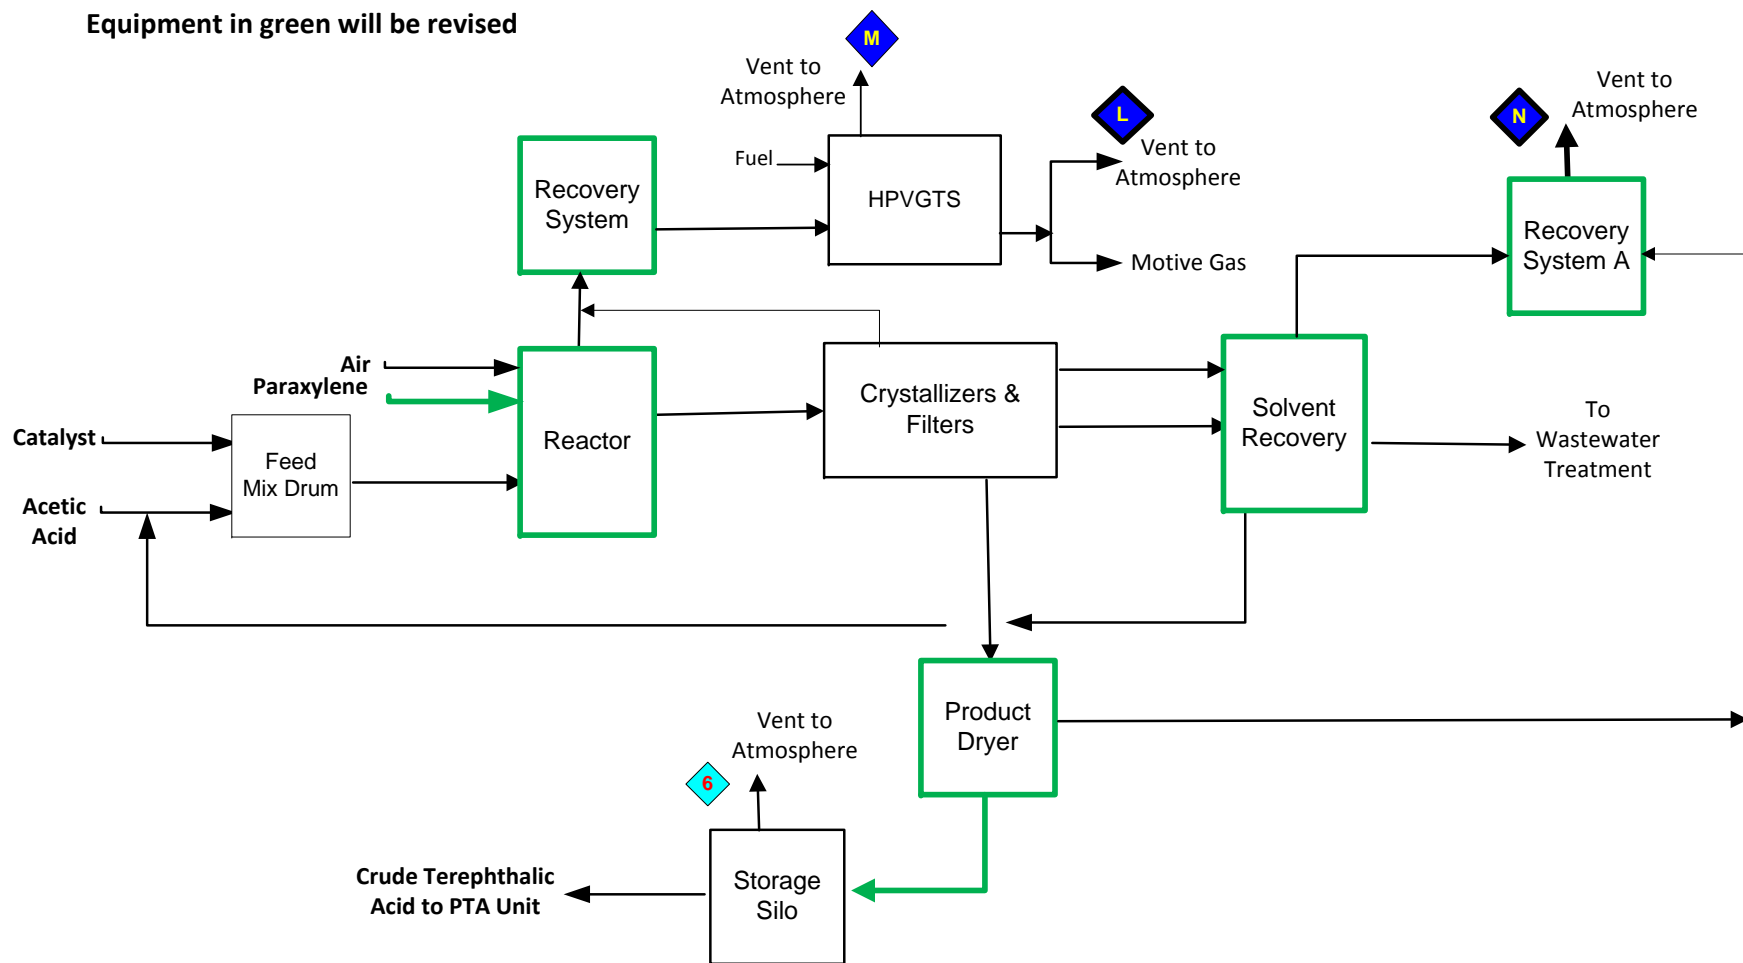 Equipment in green will be revised
M
Vent to
Atmosphere
L
Vent to
Atmosphere
N
Vent to
Atmosphere
Fuel
HPVGTS
Recovery
System
Motive Gas
Recovery
System A
Air
Paraxylene
Catalyst
Acetic
Acid
Feed
Mix Drum
Reactor
Crystallizers &
Filters
Solvent
Recovery
To
Wastewater
Treatment
Product
Dryer
Vent to
Atmosphere
6
Storage
Silo
Crude Terephthalic
Acid to PTA Unit